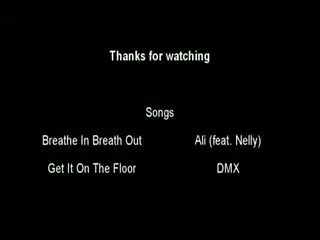 Thanks for watching
Songs
Breathe In Breath Out Ali (feat. Nelly)
Get It On The Floor DMX